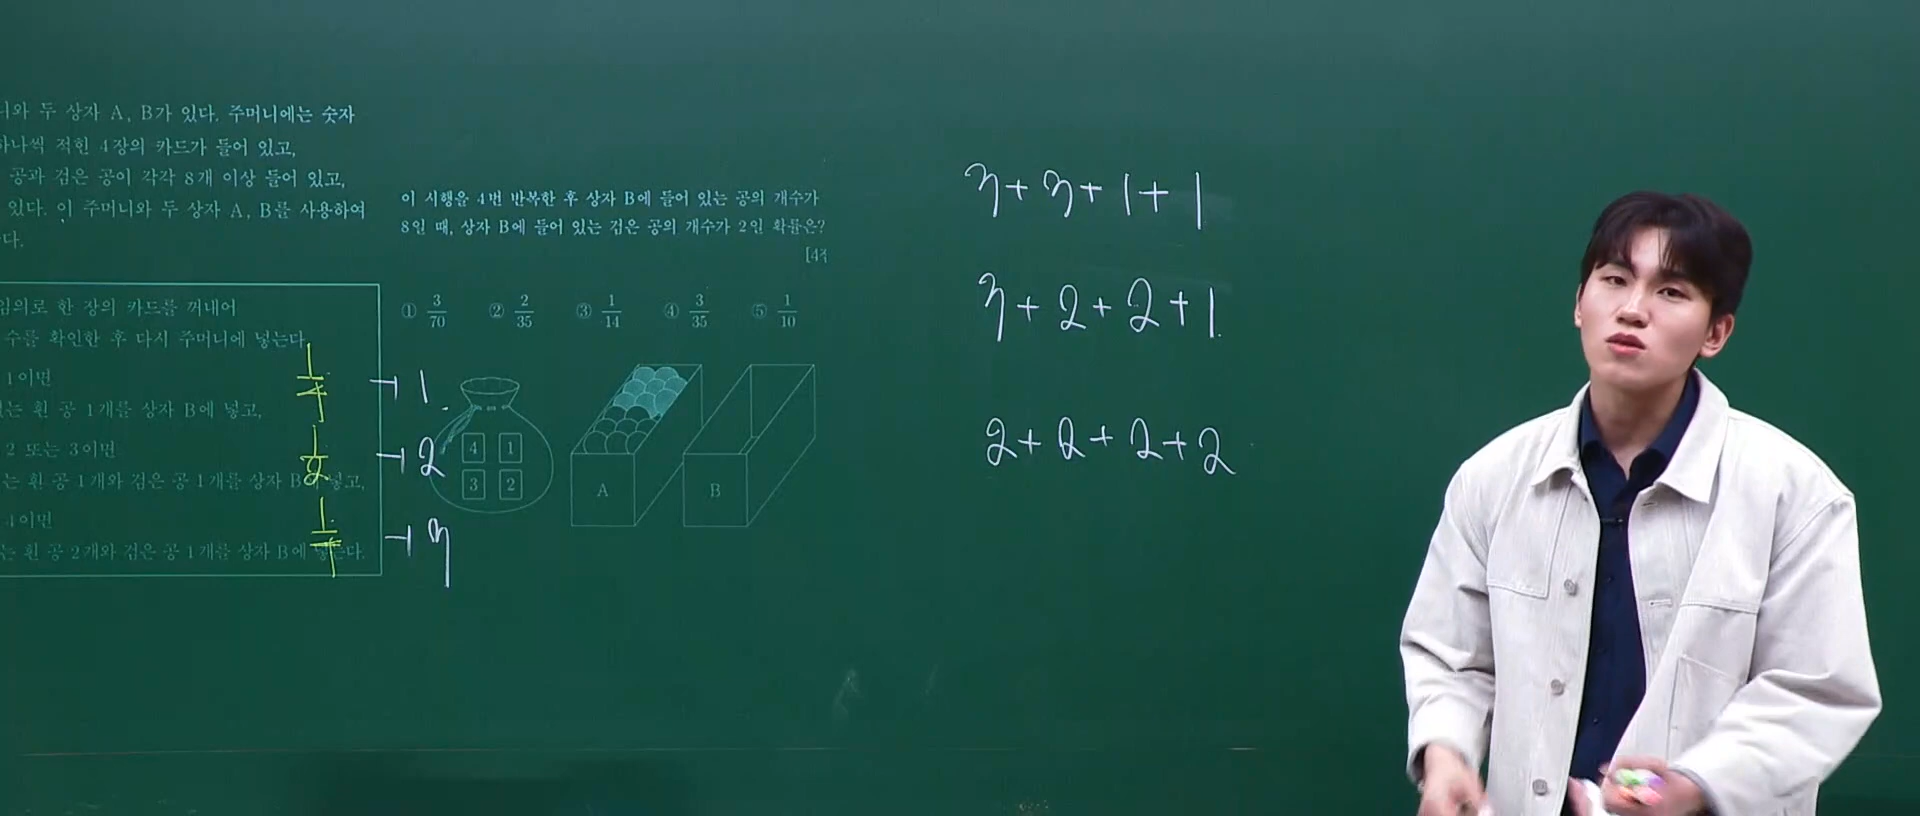 니와 두 상자 A, B가 있다. 주머니에는 숫자
하나씩 적힌 4장의 카드가 들어 있고,
공과 검은 공이 각각 8개 이상 들어 있고,
있다. 이 주머니와 두 상자 A, B를 사용하여
다.
임의로 한 장의 카드를 꺼내어
수를 확인한 후 다시 주머니에 넣는다.
1이면
있는 흰 공 1개를 상자 B에 넣고,
2 또는 3이면
는 흰 공 1개와 검은 공 1개를 상자 B에 넣고,
4이면
는 흰 공 2개와 검은 공 1개를 상자 B에 넣는다.
1/4 → 1.
1/2 → 2
1/4 → 3
이 시행을 4번 반복한 후 상자 B에 들어 있는 공의 개수가
8일 때, 상자 B에 들어 있는 검은 공의 개수가 2인 확률은?
[4점
① 3/70 ② 2/35 ③ 1/14 ④ 3/35 ⑤ 1/10
4 1
3 2
A B
3+3+1+1
3+2+2+1.
2+2+2+2